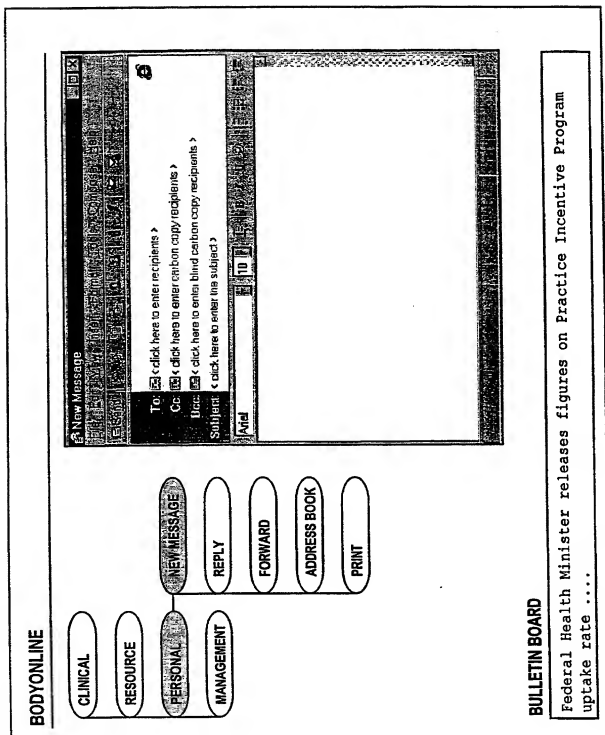 BODYONLINE
CLINICAL
RESOURCE
PERSONAL
MANAGEMENT
NEW MESSAGE
REPLY
FORWARD
ADDRESS BOOK
PRINT
New Message
To: < click here to enter recipients >
Cc: < click here to enter carbon copy recipients >
Bcc: < click here to enter blind carbon copy recipients >
Subject: < click here to enter the subject >
Arial 10
BULLETIN BOARD
Federal Health Minister releases figures on Practice Incentive Program
uptake rate ....